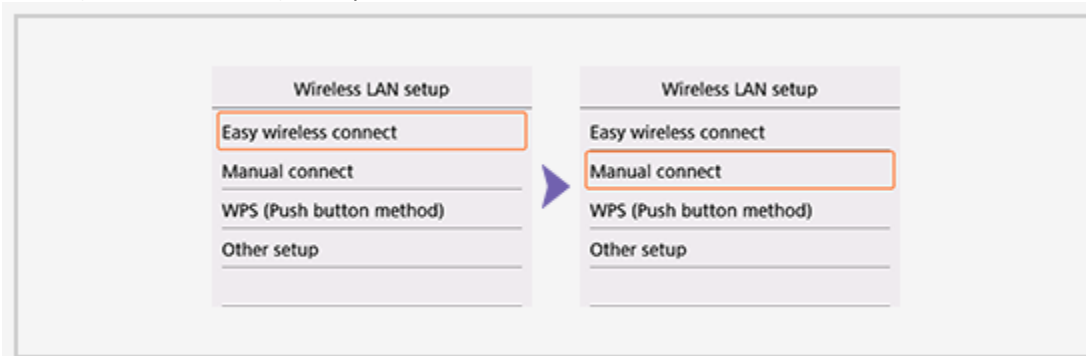 Wireless LAN setup
Easy wireless connect
Manual connect
WPS (Push button method)
Other setup
Wireless LAN setup
Easy wireless connect
Manual connect
WPS (Push button method)
Other setup